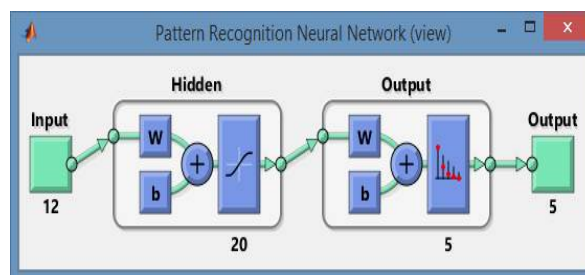 Pattern Recognition Neural Network (view)
Hidden
Output
Input
Output
W
W
+
+
b
b
12
20
5
5